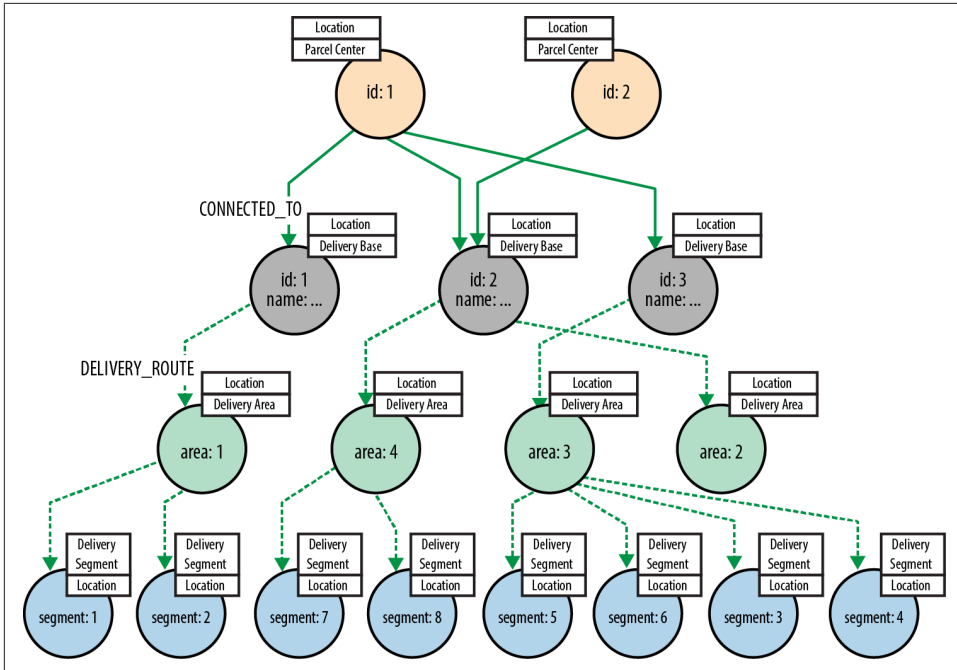 Location
Parcel Center
id: 1
Location
Parcel Center
id: 2
CONNECTED_TO
Location
Delivery Base
id: 1
name: ...
Location
Delivery Base
id: 2
name: ...
Location
Delivery Base
id: 3
name: ...
DELIVERY_ROUTE
Location
Delivery Area
area: 1
Location
Delivery Area
area: 4
Location
Delivery Area
area: 3
Location
Delivery Area
area: 2
Delivery
Segment
Location
segment: 1
Delivery
Segment
Location
segment: 2
Delivery
Segment
Location
segment: 7
Delivery
Segment
Location
segment: 8
Delivery
Segment
Location
segment: 5
Delivery
Segment
Location
segment: 6
Delivery
Segment
Location
segment: 3
Delivery
Segment
Location
segment: 4